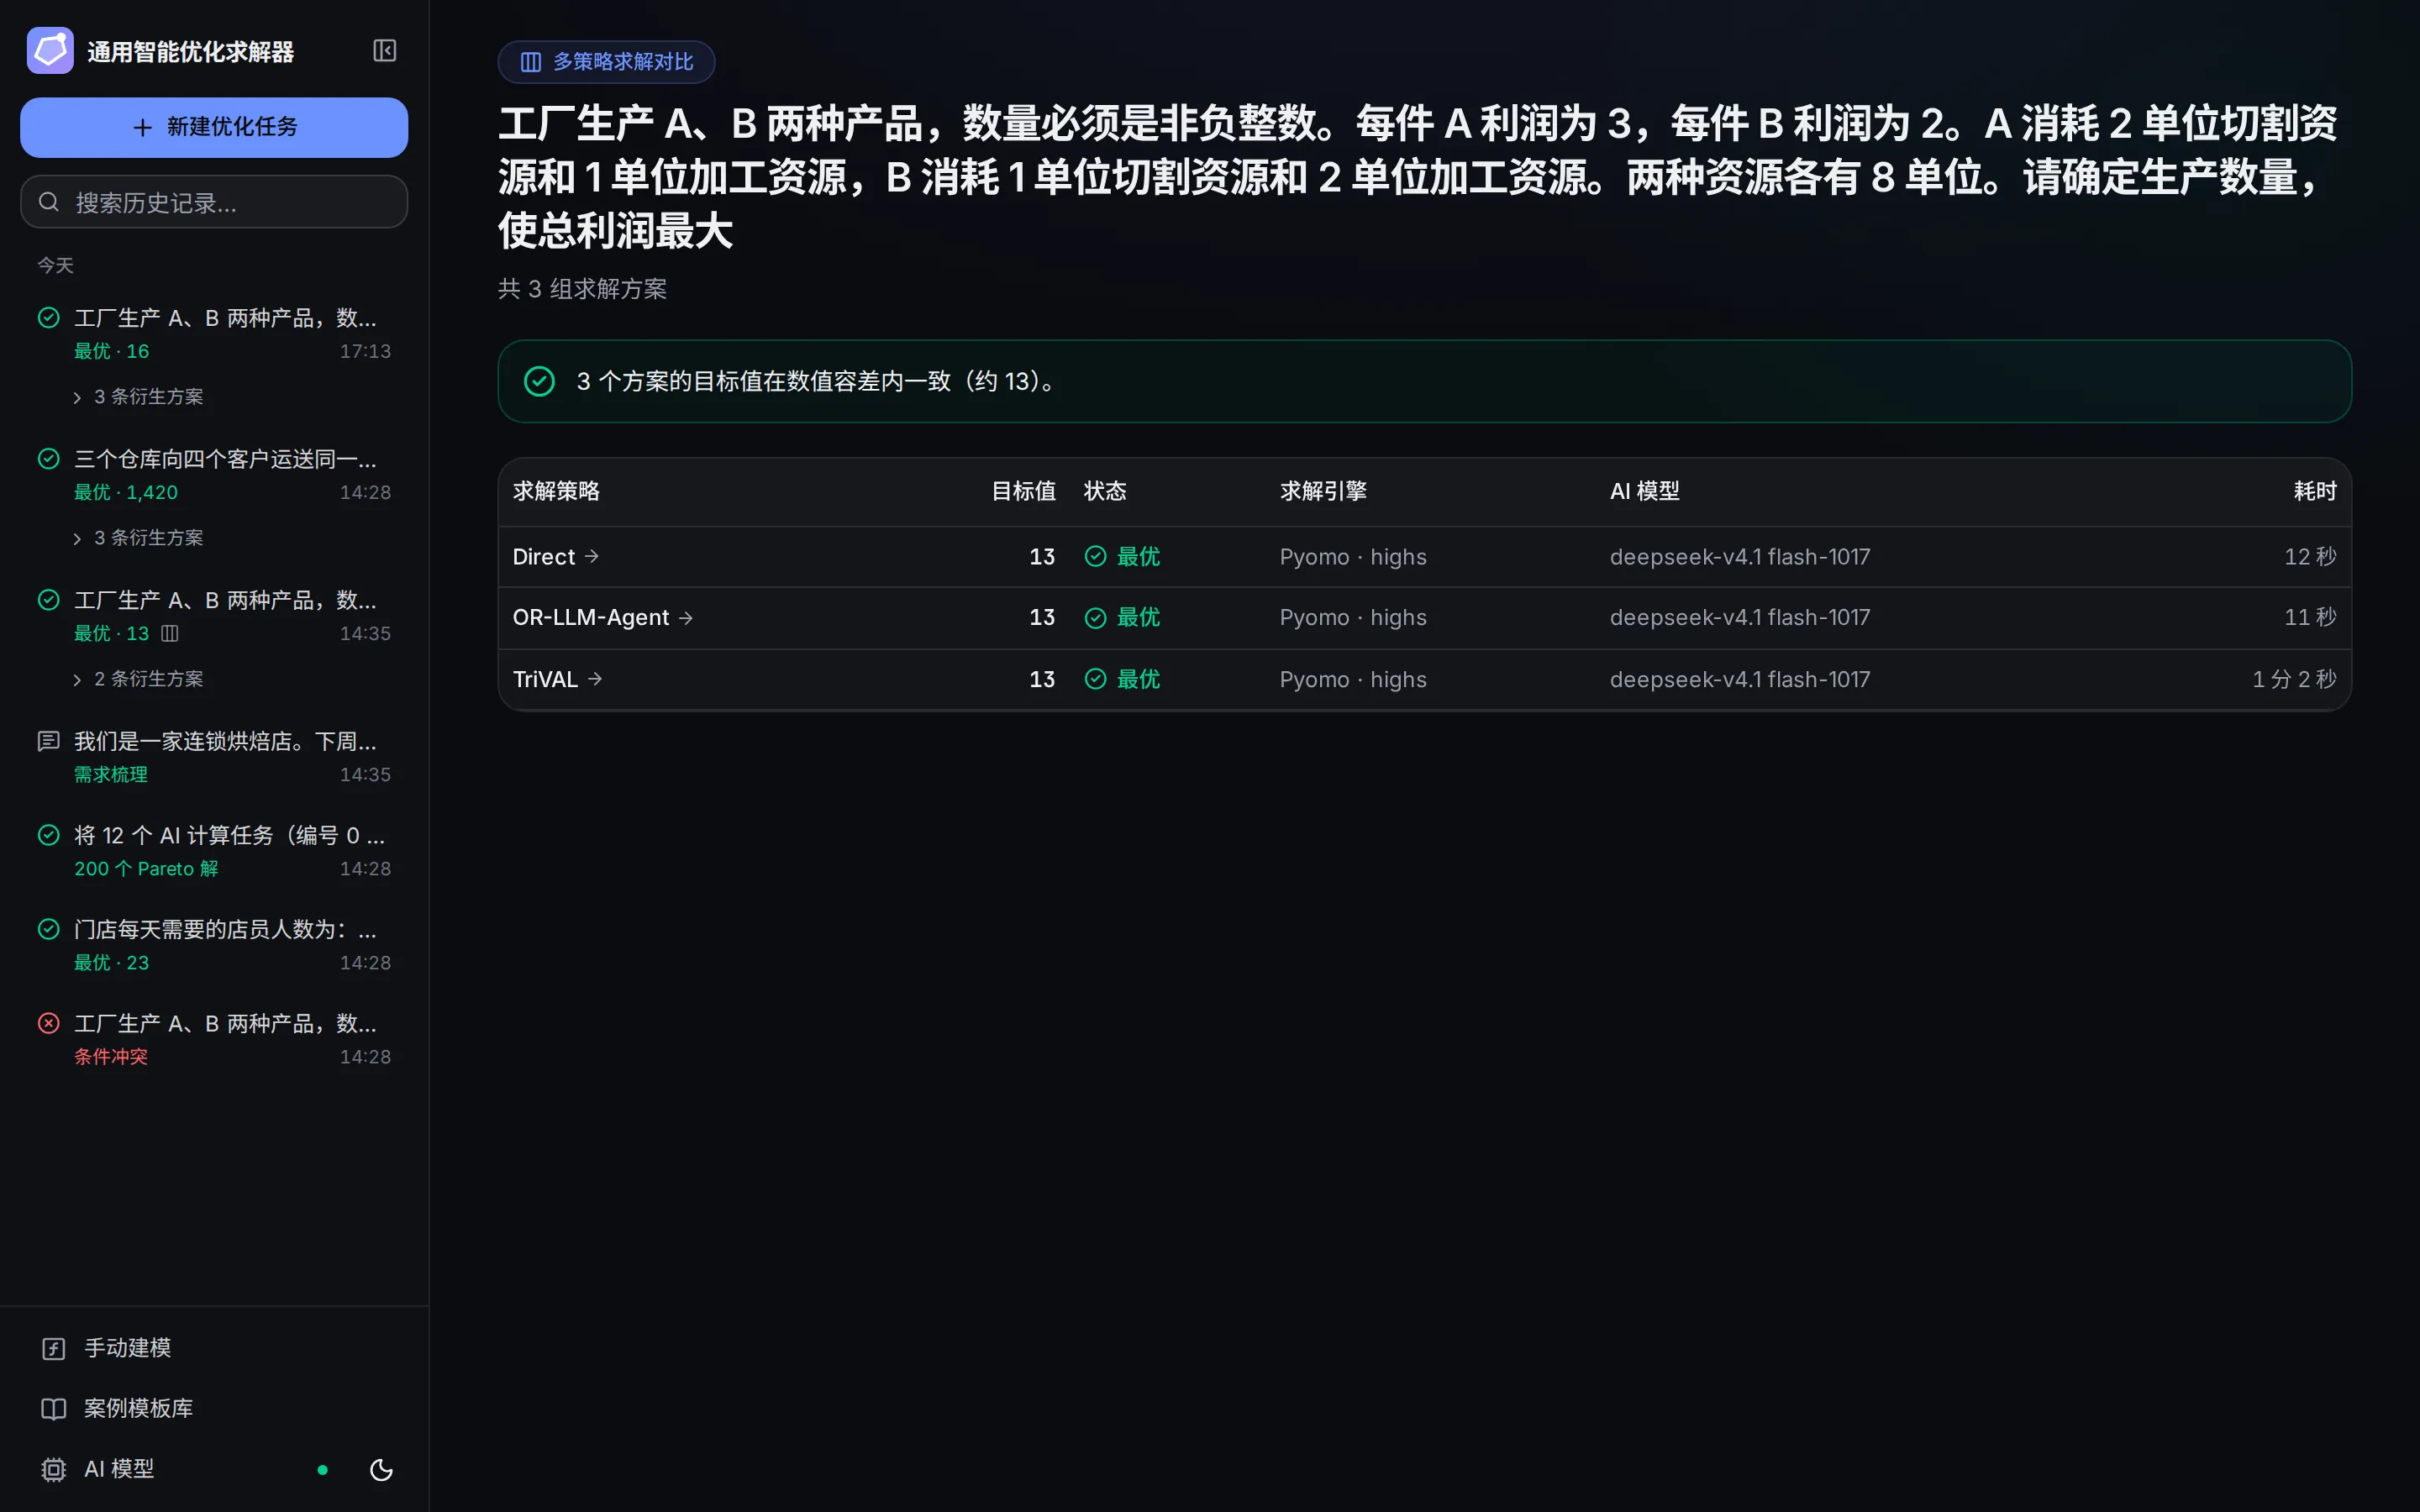 通用智能优化求解器
新建优化任务
搜索历史记录...
今天
工厂生产 A、B 两种产品，数...
最优 · 16 17:13
3 条衍生方案
三个仓库向四个客户运送同一...
最优 · 1,420 14:28
3 条衍生方案
工厂生产 A、B 两种产品，数...
最优 · 13 14:35
2 条衍生方案
我们是一家连锁烘焙店。下周...
需求梳理 14:35
将 12 个 AI 计算任务（编号 0 ...
200 个 Pareto 解 14:28
门店每天需要的店员人数为：...
最优 · 23 14:28
工厂生产 A、B 两种产品，数...
条件冲突 14:28
手动建模
案例模板库
AI 模型
多策略求解对比
工厂生产 A、B 两种产品，数量必须是非负整数。每件 A 利润为 3，每件 B 利润为 2。A 消耗 2 单位切割资
源和 1 单位加工资源，B 消耗 1 单位切割资源和 2 单位加工资源。两种资源各有 8 单位。请确定生产数量，
使总利润最大
共 3 组求解方案
3 个方案的目标值在数值容差内一致（约 13）。
求解策略 目标值 状态 求解引擎 AI 模型 耗时
Direct → 13 最优 Pyomo · highs deepseek-v4.1 flash-1017 12 秒
OR-LLM-Agent → 13 最优 Pyomo · highs deepseek-v4.1 flash-1017 11 秒
TriVAL → 13 最优 Pyomo · highs deepseek-v4.1 flash-1017 1 分 2 秒